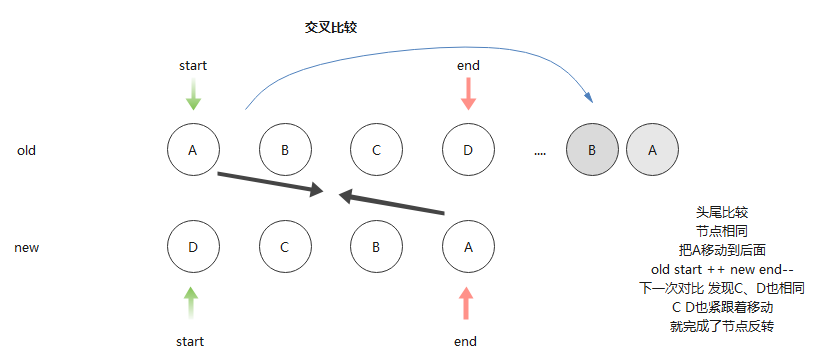 交叉比较
start
end
old
A
B
C
D
....
B
A
new
D
C
B
A
start
end
头尾比较
节点相同
把A移动到后面
old start ++ new end--
下一次对比 发现C、D也相同
C D也紧跟着移动
就完成了节点反转